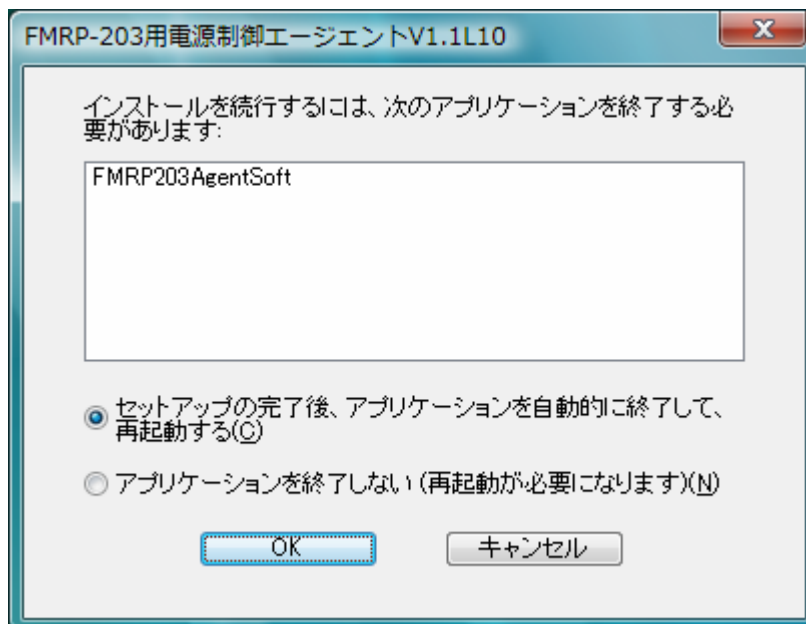 FMRP-203用電源制御エージェントV1.1L10
インストールを続行するには、次のアプリケーションを終了する必
要があります:
FMRP203AgentSoft
セットアップの完了後、アプリケーションを自動的に終了して、
再起動する(C)
アプリケーションを終了しない (再起動が必要になります)(N)
OK
キャンセル